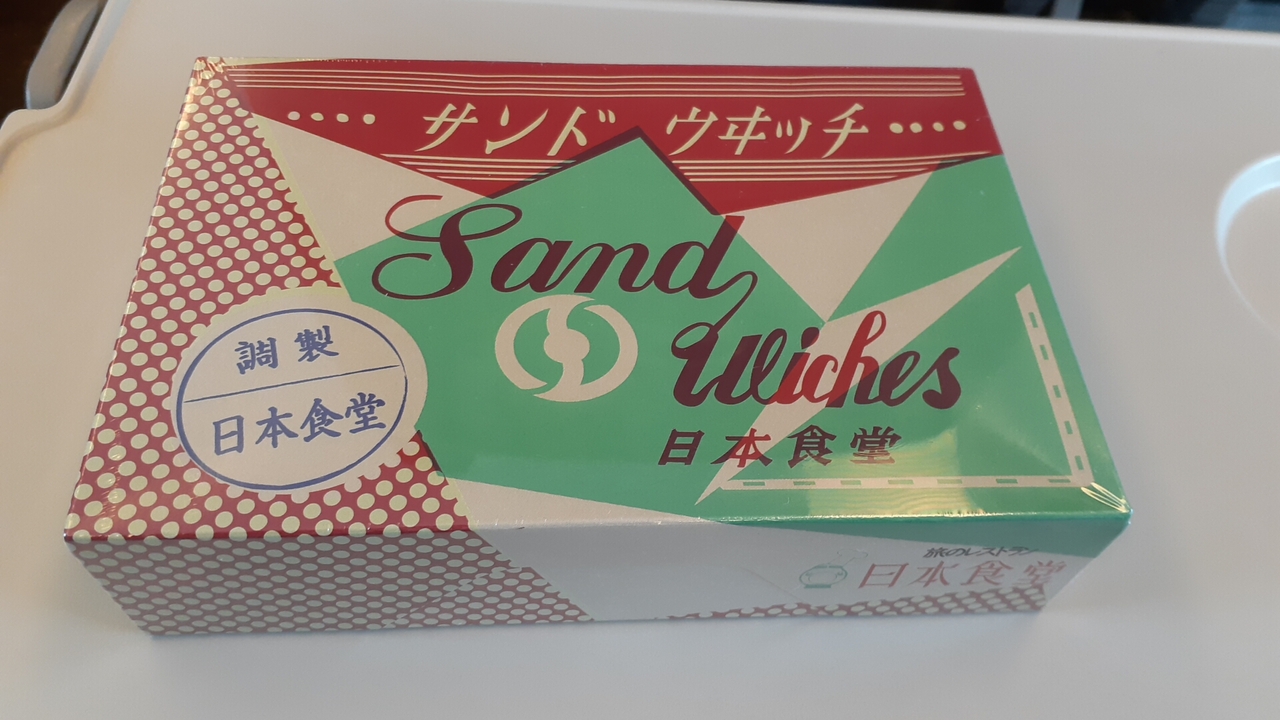 サンドウヰッチ
Sand
Wiches
日本食堂
調製
日本食堂
旅のレストラン
日本食堂